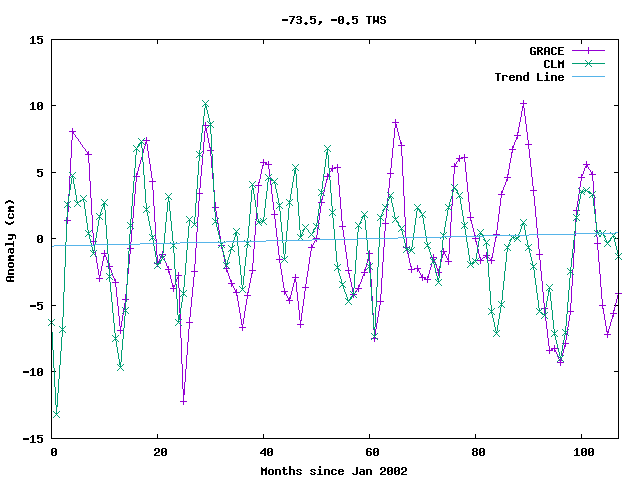 -73.5, -0.5 TWS
GRACE
CLM
Trend Line
15
10
5
0
-5
-10
-15
Anomaly (cm)
0 20 40 60 80 100
Months since Jan 2002